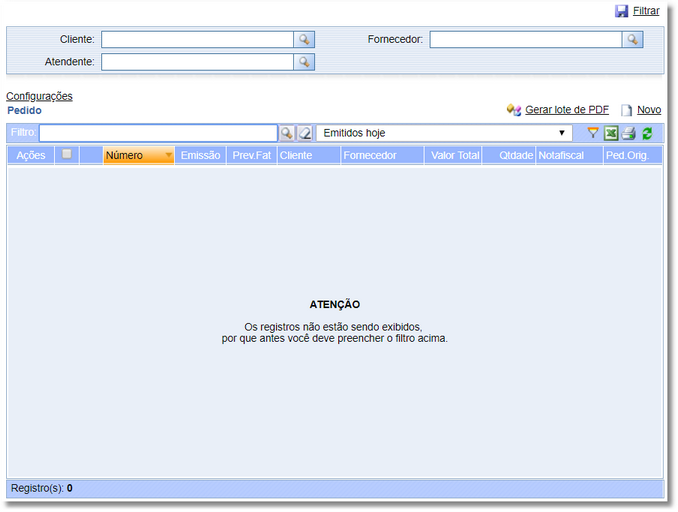 Filtrar
Cliente: Fornecedor:
Atendente:
Configurações
Pedido Gerar lote de PDF Novo
Filtro: Emitidos hoje
Ações Número Emissão Prev.Fat Cliente Fornecedor Valor Total Qtdade Notafiscal Ped.Orig.
ATENÇÃO
Os registros não estão sendo exibidos,
por que antes você deve preencher o filtro acima.
Registro(s): 0